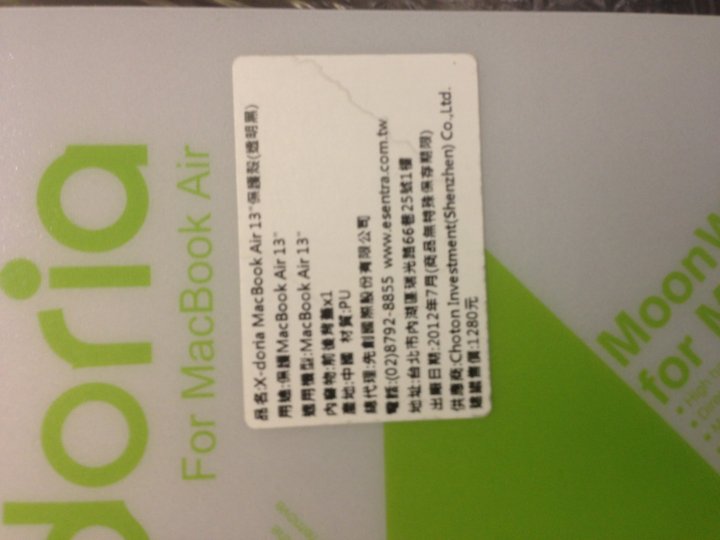 doria
For MacBook Air
品名:X-doria MacBook Air 13"保護殼(透明黑)
用途:保護MacBook Air 13"
適用機型:MacBook Air 13"
內容物:前後背蓋x1
產地:中國 材質:PU
總代理:先創國際股份有限公司
電話:(02)8792-8855 www.esentra.com.tw
地址:台北市內湖區瑞光路66巷25號1樓
出廠日期:2012年7月(商品無特殊保存期限)
供應商:Choton Investment(Shenzhen) Co.,Ltd.
建議售價:1280元
Moon
for M